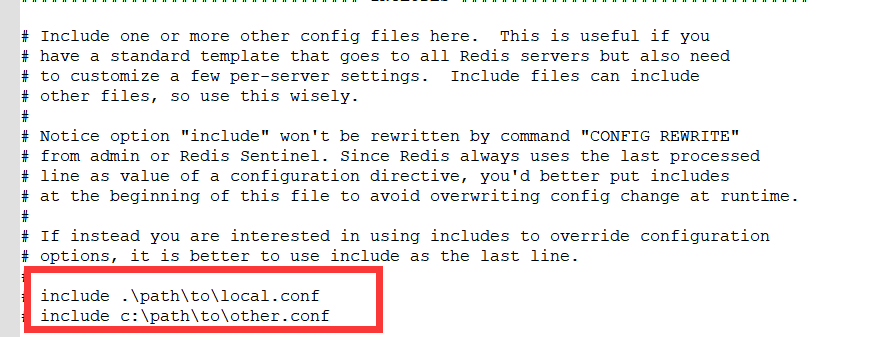 # Include one or more other config files here.  This is useful if you
# have a standard template that goes to all Redis servers but also need
# to customize a few per-server settings.  Include files can include
# other files, so use this wisely.
#
# Notice option "include" won't be rewritten by command "CONFIG REWRITE"
# from admin or Redis Sentinel. Since Redis always uses the last processed
# line as value of a configuration directive, you'd better put includes
# at the beginning of this file to avoid overwriting config change at runtime.
#
# If instead you are interested in using includes to override configuration
# options, it is better to use include as the last line.
#
# include .\path\to\local.conf
# include c:\path\to\other.conf